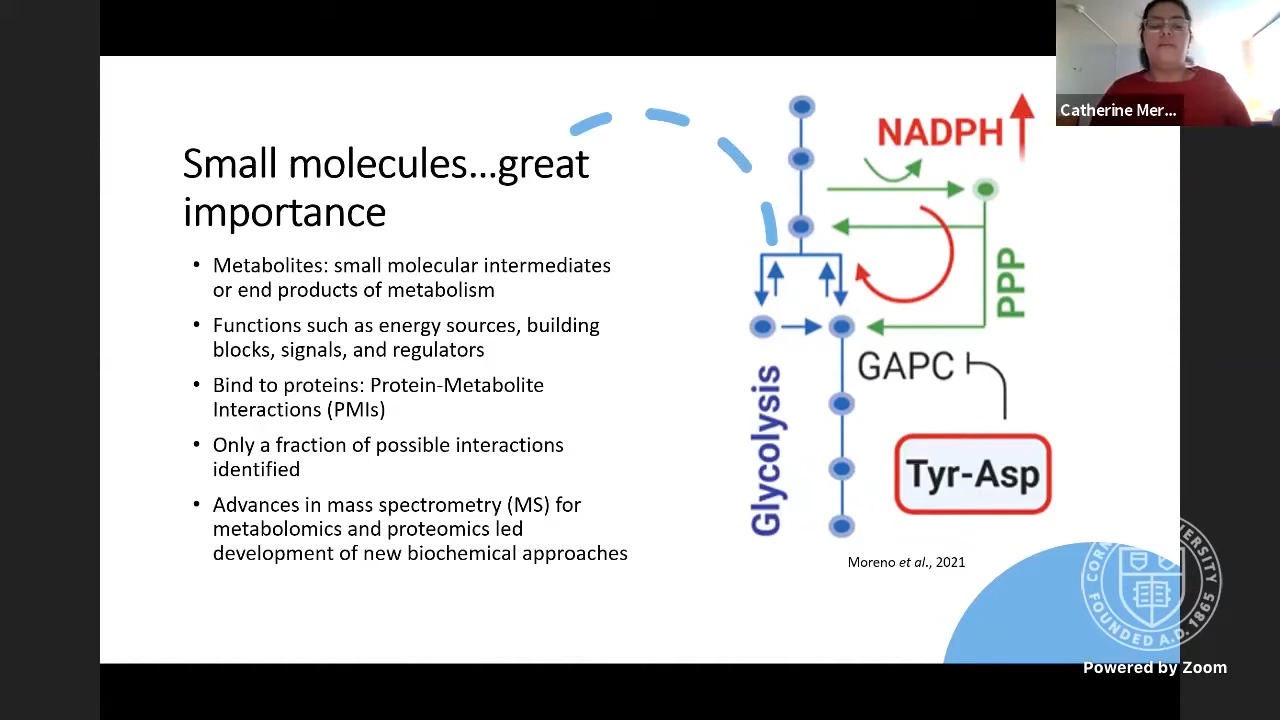 Small molecules...great
importance
• Metabolites: small molecular intermediates
or end products of metabolism
• Functions such as energy sources, building
blocks, signals, and regulators
• Bind to proteins: Protein-Metabolite
Interactions (PMIs)
• Only a fraction of possible interactions
identified
• Advances in mass spectrometry (MS) for
metabolomics and proteomics led
development of new biochemical approaches
NADPH
PPP
GAPC
Glycolysis
Tyr-Asp
Moreno et al., 2021
Catherine Mer...
FOUNDED A.D. 1865
Powered by Zoom